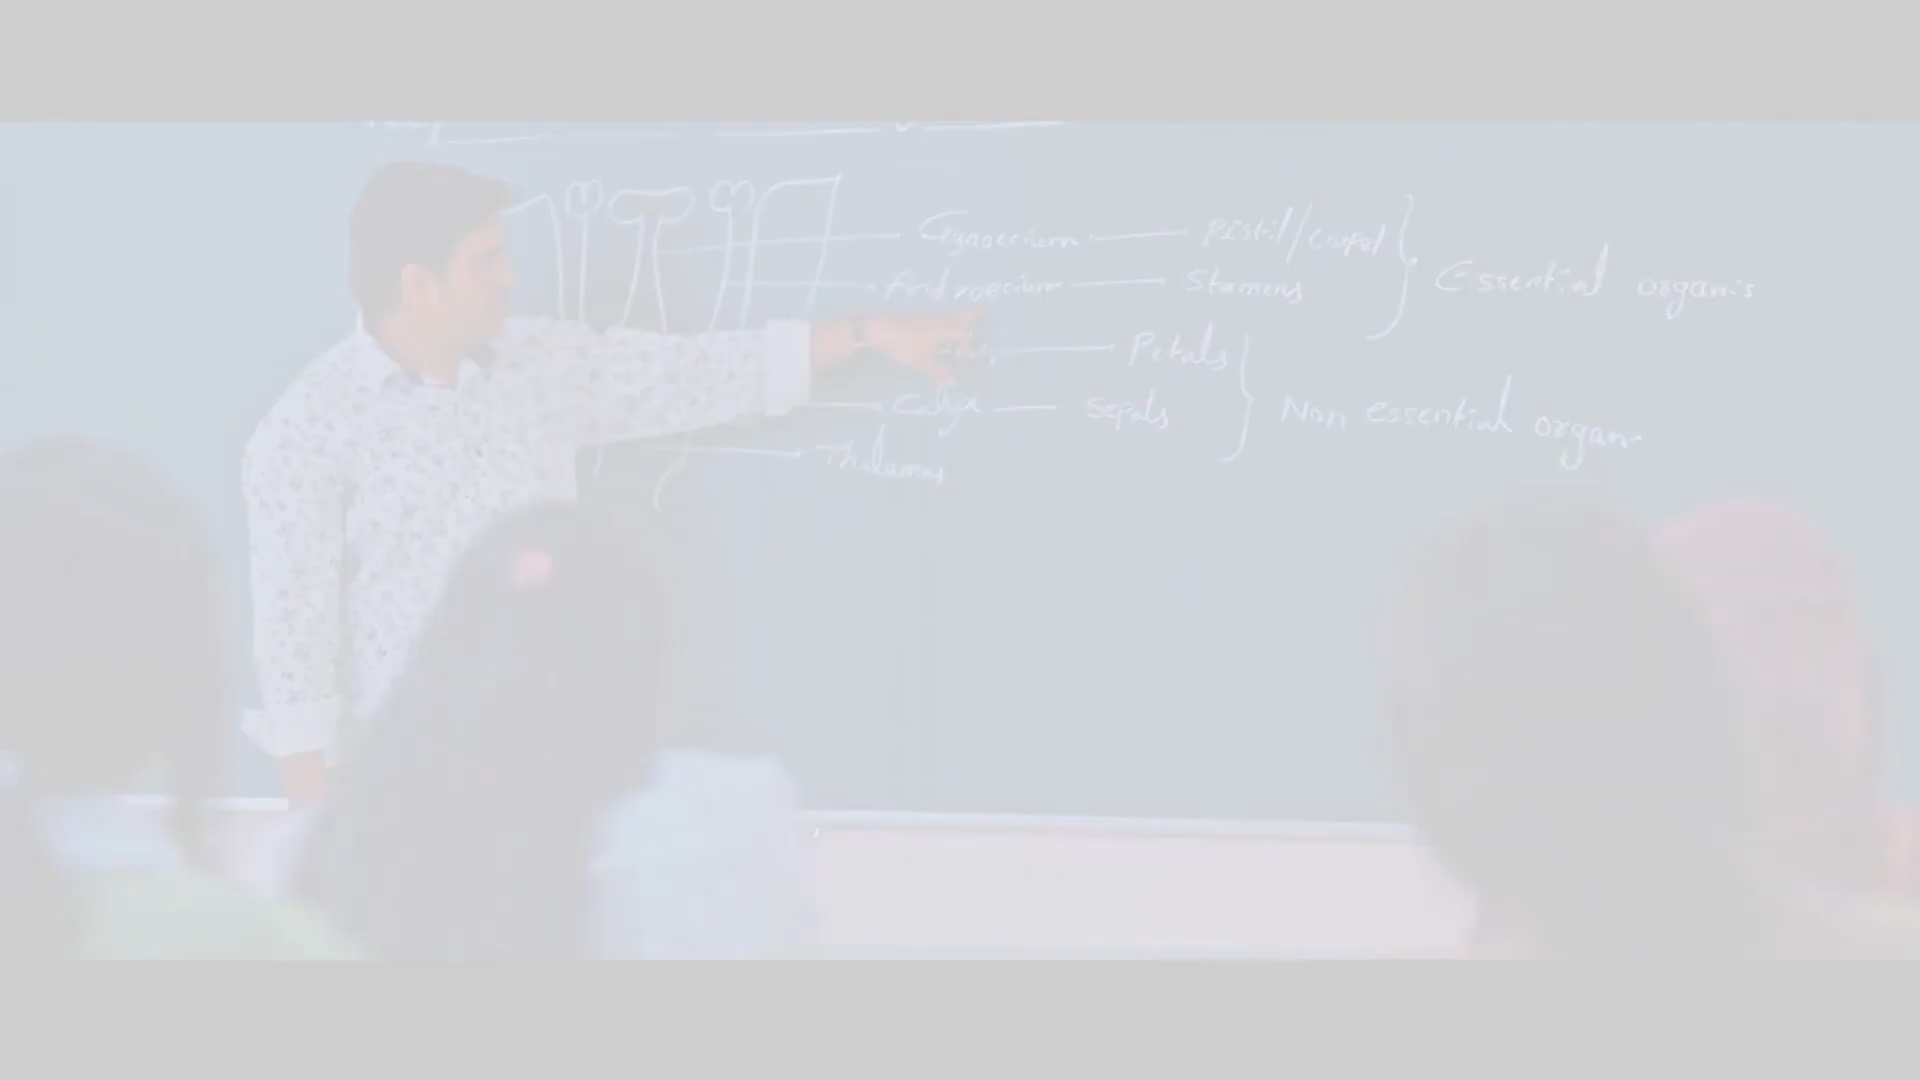 Gynoecium — Pistil/Carpel
Androecium — Stamens
Essential organs
Petals
Calyx — Sepals
Non essential organ
Thalamus